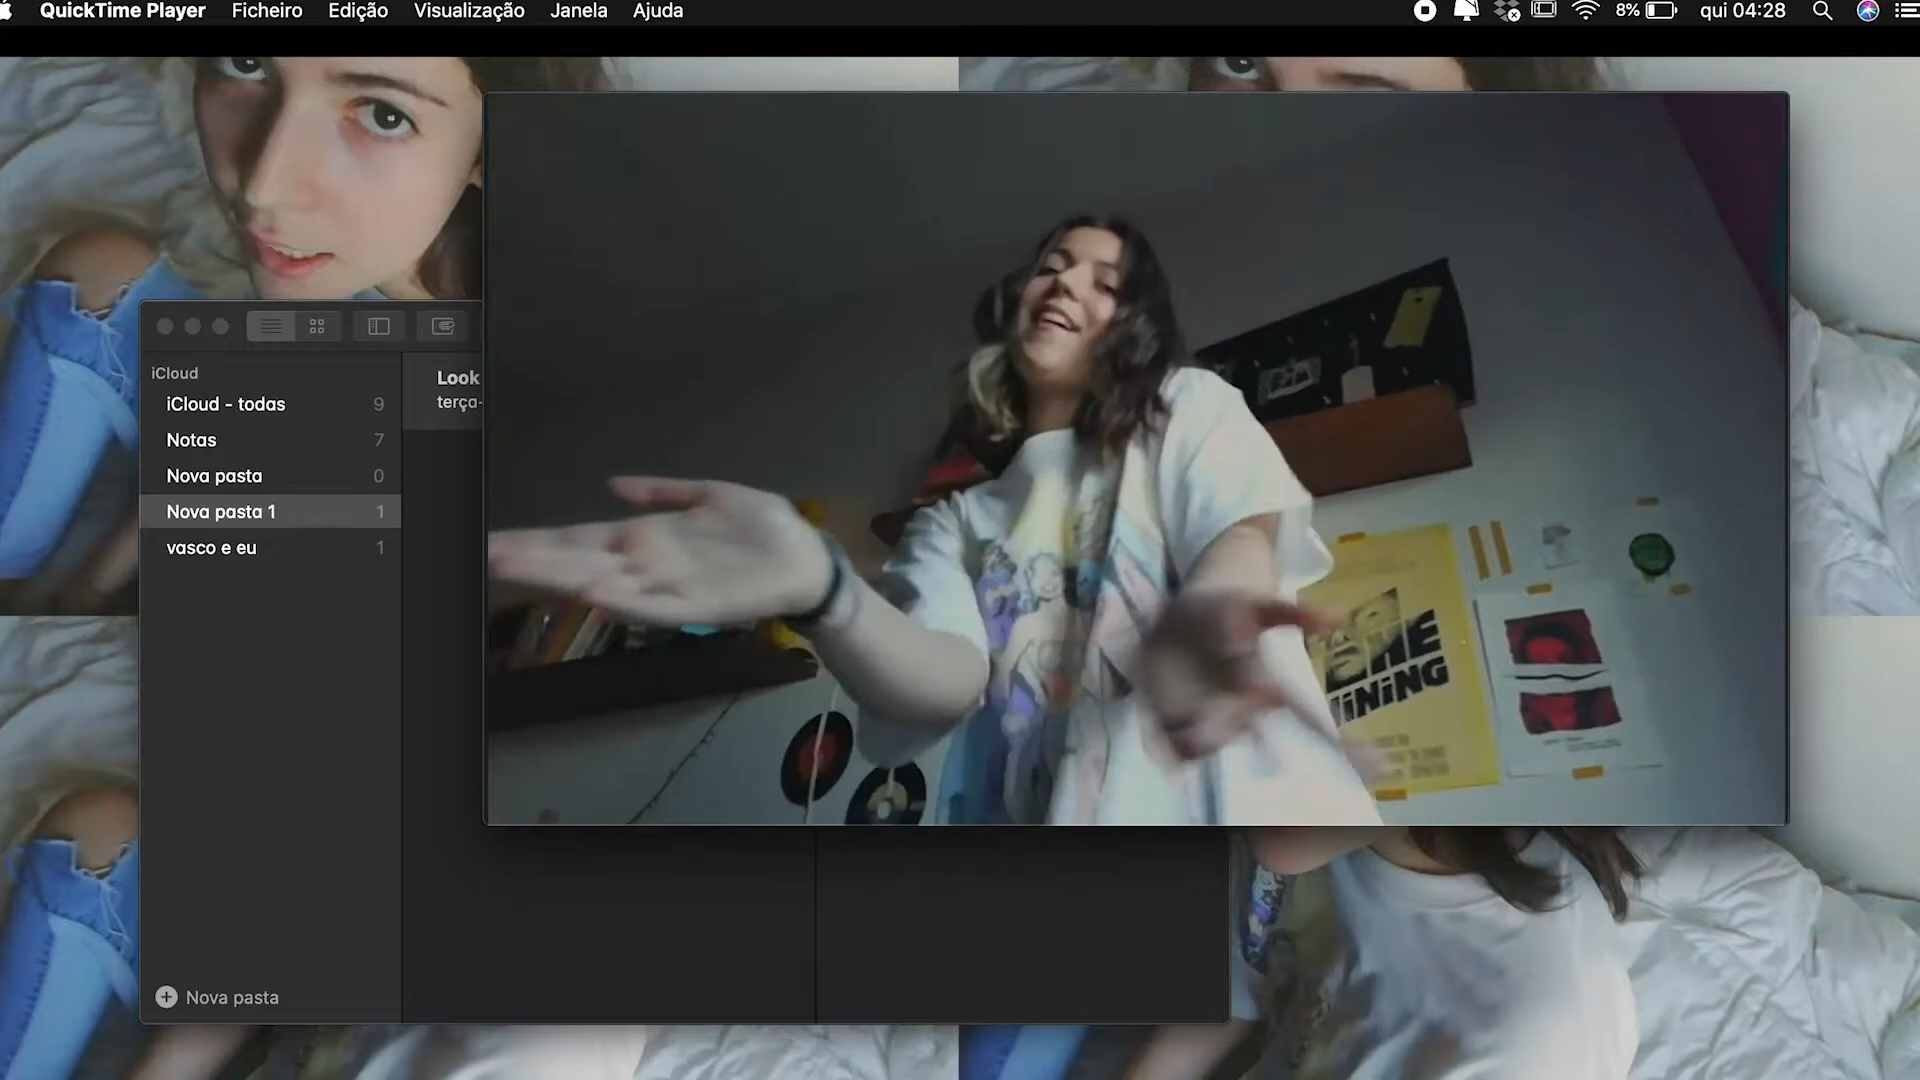 QuickTime Player Ficheiro Edição Visualização Janela Ajuda 8% qui 04:28
iCloud
iCloud - todas 9
Notas 7
Nova pasta 0
Nova pasta 1 1
vasco e eu 1
Nova pasta
Look
terça-
HE
NiNG